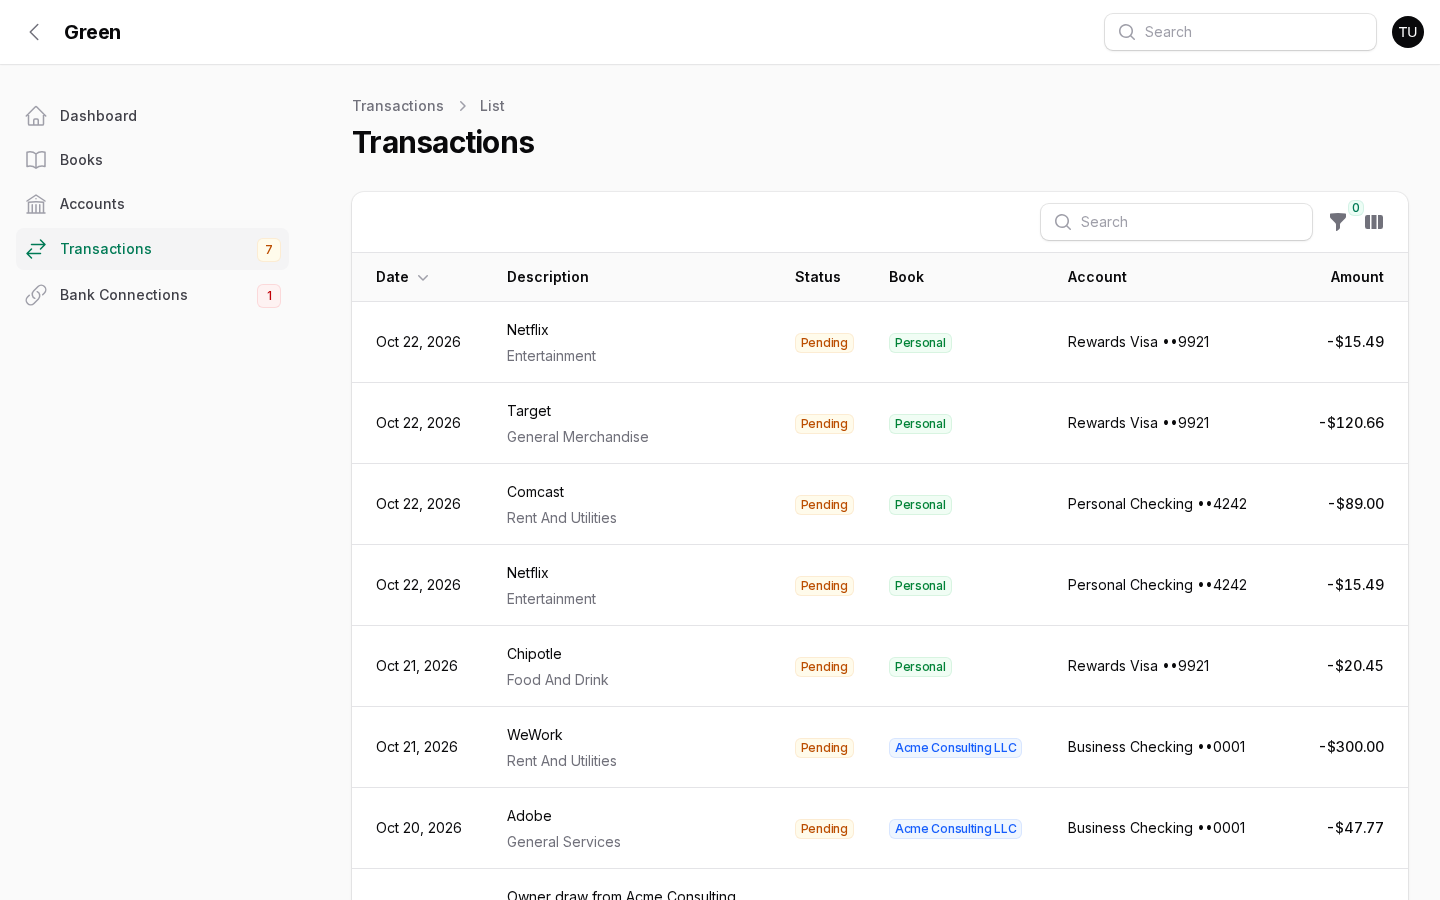 Green
Search
TU
Dashboard
Books
Accounts
Transactions 7
Bank Connections 1
Transactions > List
Transactions
Search
0
Date Description Status Book Account Amount
Oct 22, 2026 Netflix Pending Personal Rewards Visa ••9921 -$15.49
Entertainment
Oct 22, 2026 Target Pending Personal Rewards Visa ••9921 -$120.66
General Merchandise
Oct 22, 2026 Comcast Pending Personal Personal Checking ••4242 -$89.00
Rent And Utilities
Oct 22, 2026 Netflix Pending Personal Personal Checking ••4242 -$15.49
Entertainment
Oct 21, 2026 Chipotle Pending Personal Rewards Visa ••9921 -$20.45
Food And Drink
Oct 21, 2026 WeWork Pending Acme Consulting LLC Business Checking ••0001 -$300.00
Rent And Utilities
Oct 20, 2026 Adobe Pending Acme Consulting LLC Business Checking ••0001 -$47.77
General Services
Owner draw from Acme Consulting